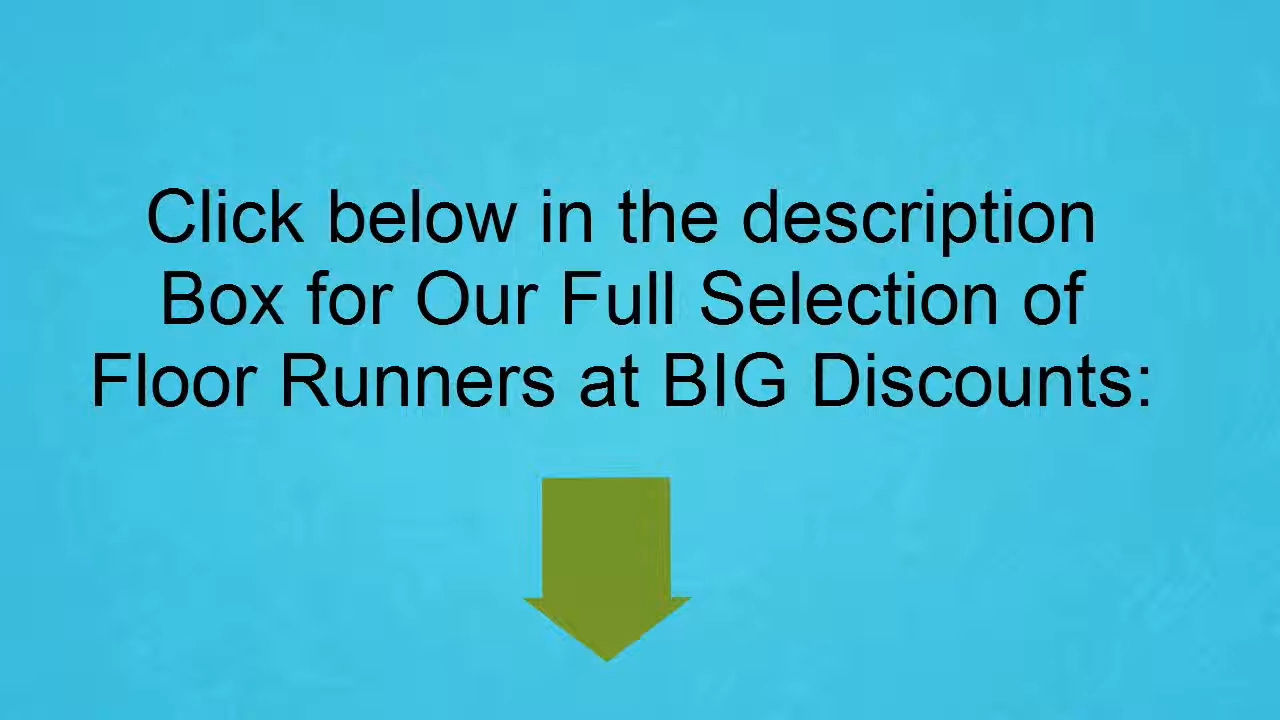 Click below in the description
Box for Our Full Selection of
Floor Runners at BIG Discounts: